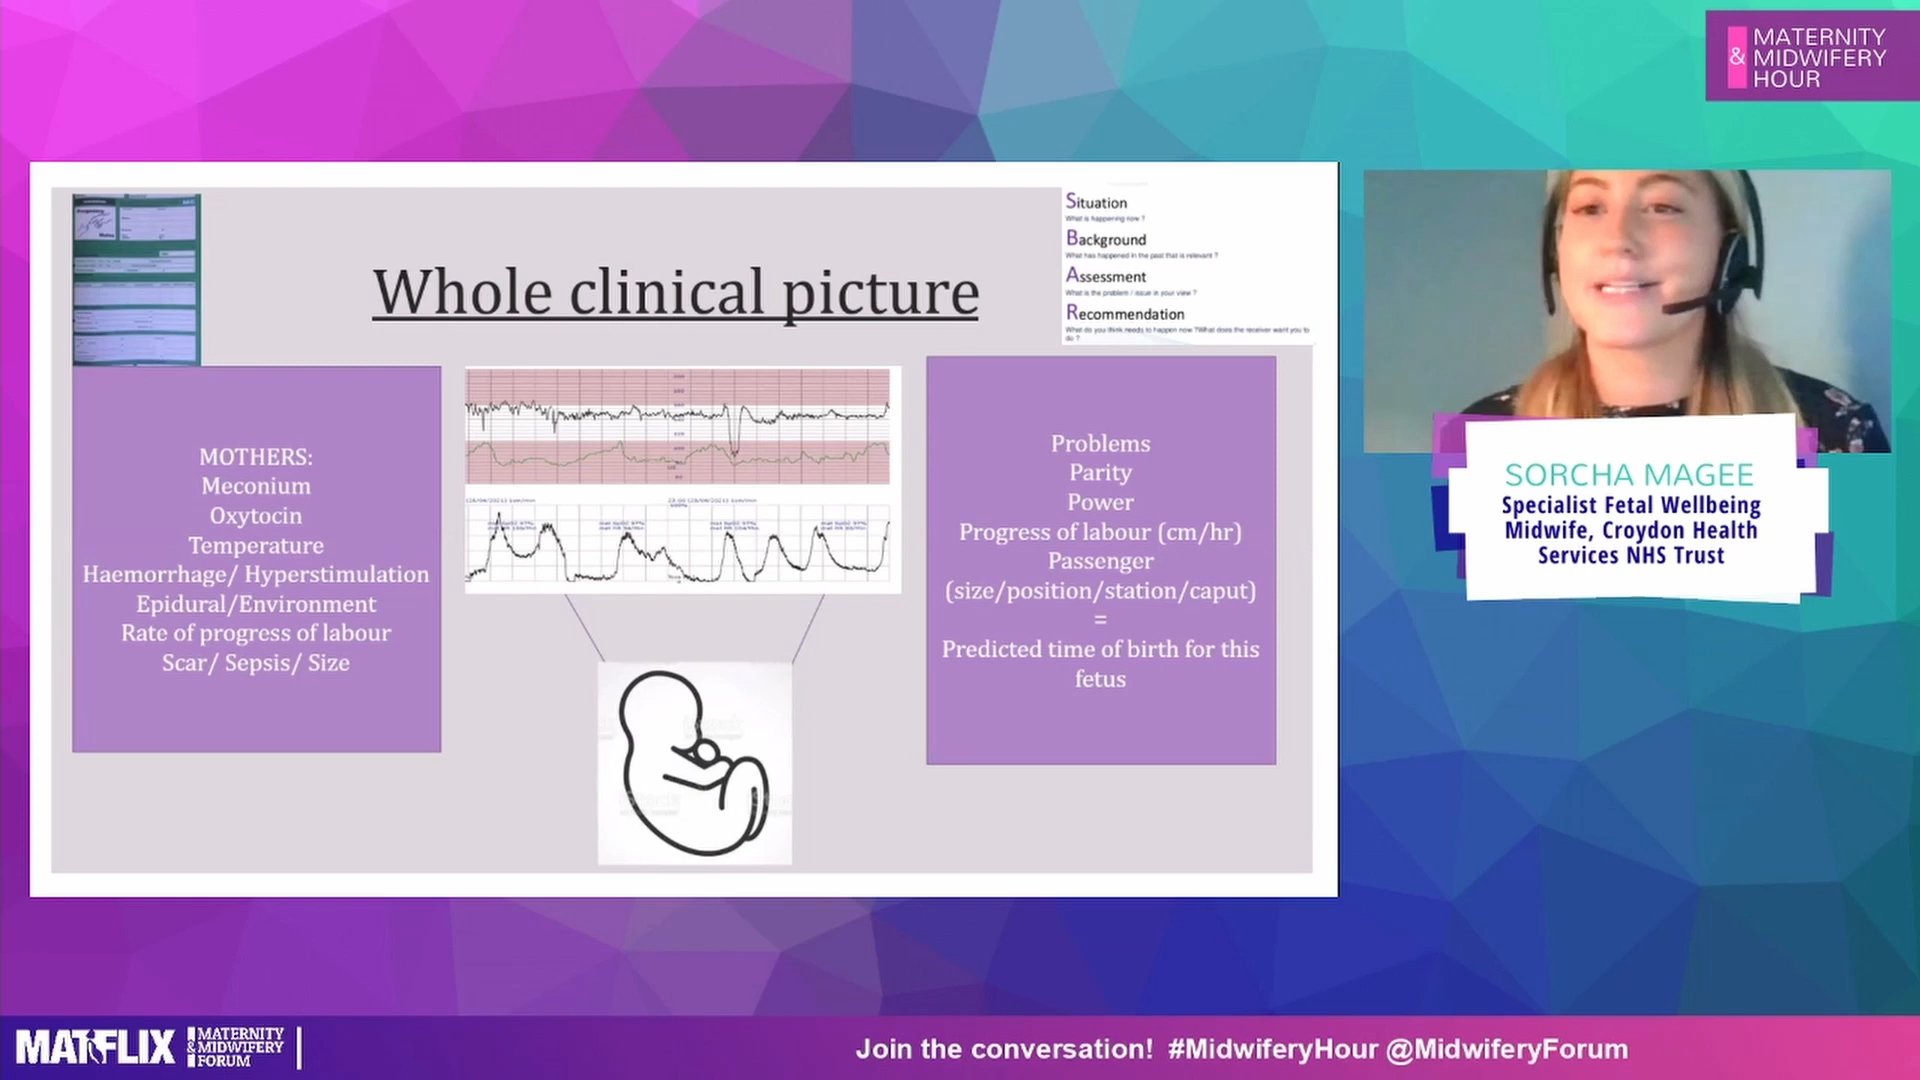 MATERNITY
& MIDWIFERY
HOUR
Situation
What is happening now ?
Background
What has happened in the past that is relevant ?
Assessment
What is the problem / issue in your view ?
Recommendation
What do you think needs to happen now ?What does the receiver want you to
do ?
Whole clinical picture
MOTHERS:
Meconium
Oxytocin
Temperature
Haemorrhage/ Hyperstimulation
Epidural/Environment
Rate of progress of labour
Scar/ Sepsis/ Size
Problems
Parity
Power
Progress of labour (cm/hr)
Passenger
(size/position/station/caput)
=
Predicted time of birth for this
fetus
SORCHA MAGEE
Specialist Fetal Wellbeing
Midwife, Croydon Health
Services NHS Trust
MATFLIX
MATERNITY
& MIDWIFERY
FORUM
Join the conversation! #MidwiferyHour @MidwiferyForum